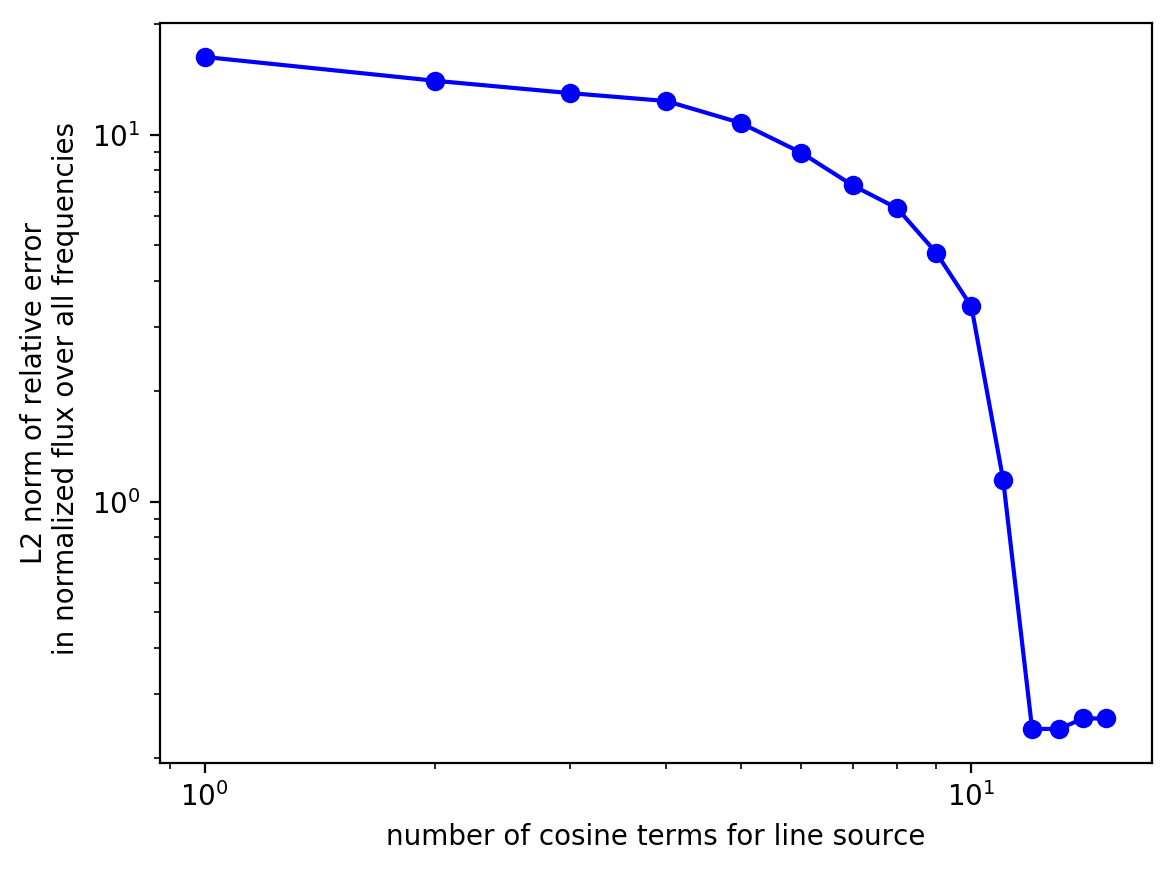 L2 norm of relative error
in normalized flux over all frequencies
10¹
10⁰
10⁰
10¹
number of cosine terms for line source